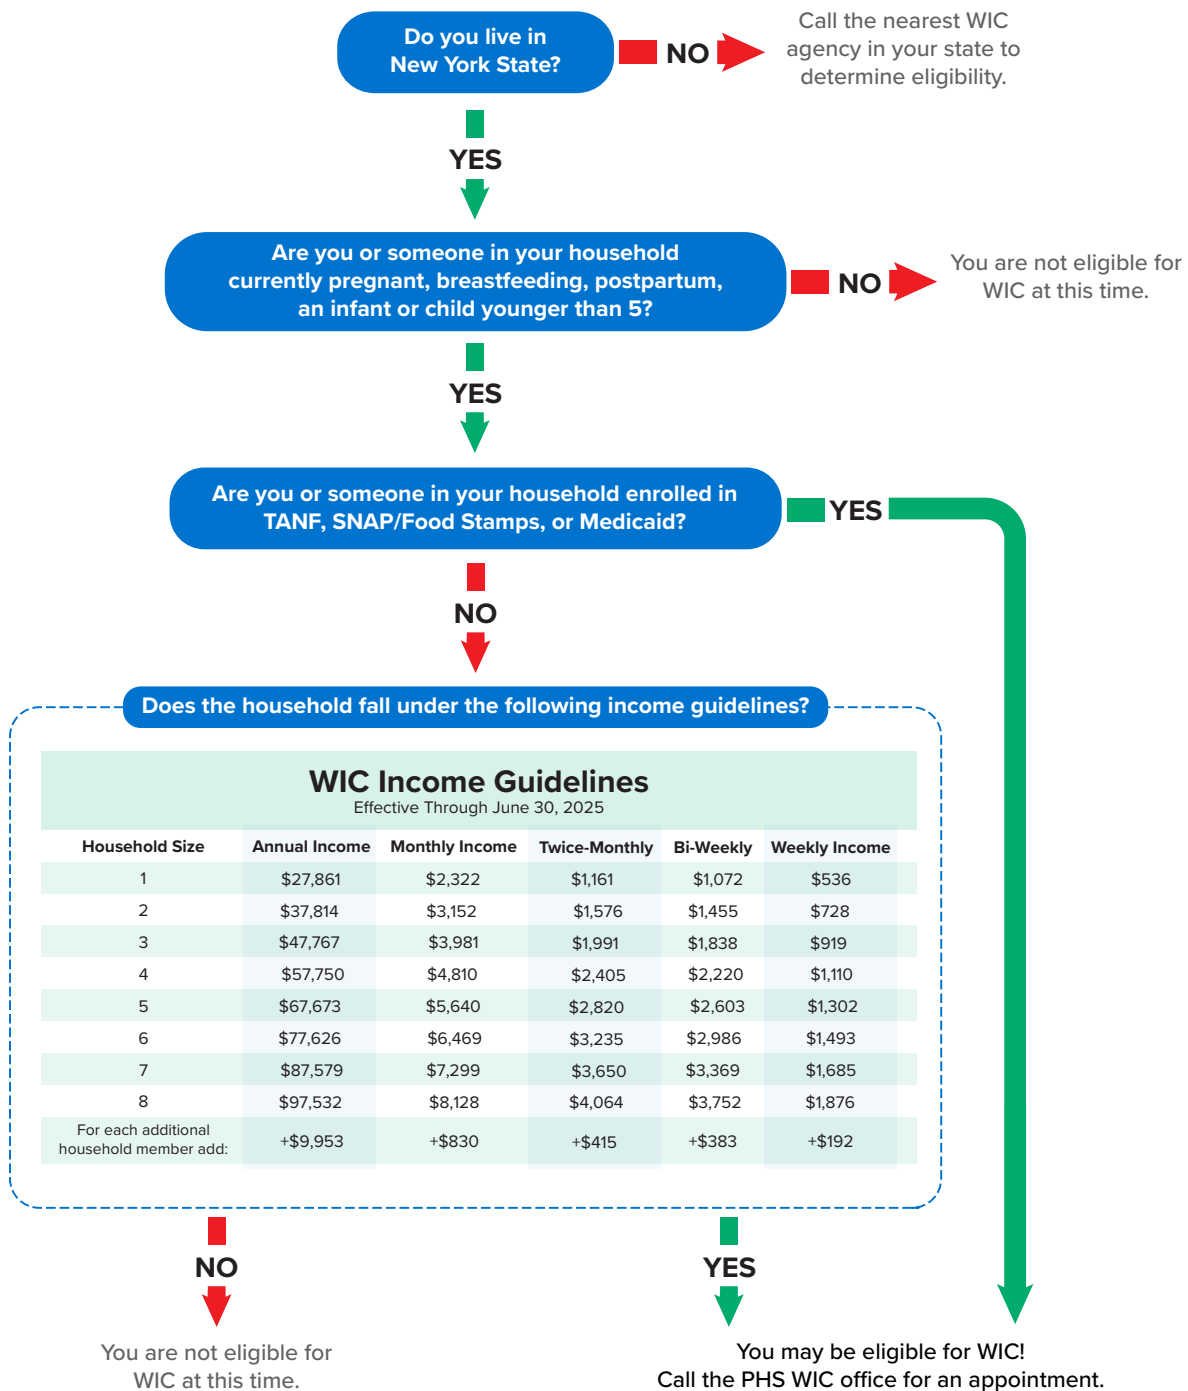 Do you live in
New York State?
NO
Call the nearest WIC
agency in your state to
determine eligibility.
YES
Are you or someone in your household
currently pregnant, breastfeeding, postpartum,
an infant or child younger than 5?
NO
You are not eligible for
WIC at this time.
YES
Are you or someone in your household enrolled in
TANF, SNAP/Food Stamps, or Medicaid?
YES
NO
Does the household fall under the following income guidelines?
WIC Income Guidelines
Effective Through June 30, 2025
Household Size Annual Income Monthly Income Twice-Monthly Bi-Weekly Weekly Income
1 $27,861 $2,322 $1,161 $1,072 $536
2 $37,814 $3,152 $1,576 $1,455 $728
3 $47,767 $3,981 $1,991 $1,838 $919
4 $57,750 $4,810 $2,405 $2,220 $1,110
5 $67,673 $5,640 $2,820 $2,603 $1,302
6 $77,626 $6,469 $3,235 $2,986 $1,493
7 $87,579 $7,299 $3,650 $3,369 $1,685
8 $97,532 $8,128 $4,064 $3,752 $1,876
For each additional
household member add: +$9,953 +$830 +$415 +$383 +$192
NO
You are not eligible for
WIC at this time.
YES
You may be eligible for WIC!
Call the PHS WIC office for an appointment.